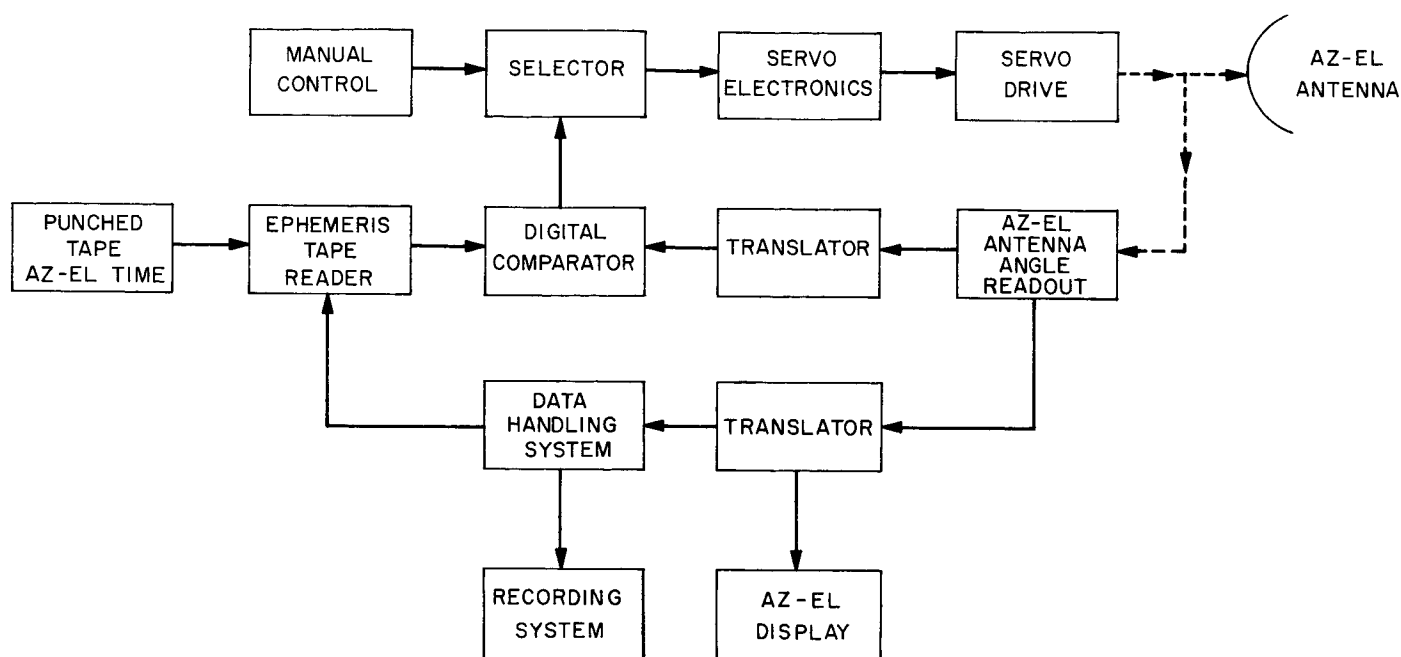 MANUAL
CONTROL
SELECTOR
SERVO
ELECTRONICS
SERVO
DRIVE
AZ-EL
ANTENNA
PUNCHED
TAPE
AZ-EL TIME
EPHEMERIS
TAPE
READER
DIGITAL
COMPARATOR
TRANSLATOR
AZ-EL
ANTENNA
ANGLE
READOUT
DATA
HANDLING
SYSTEM
TRANSLATOR
RECORDING
SYSTEM
AZ-EL
DISPLAY